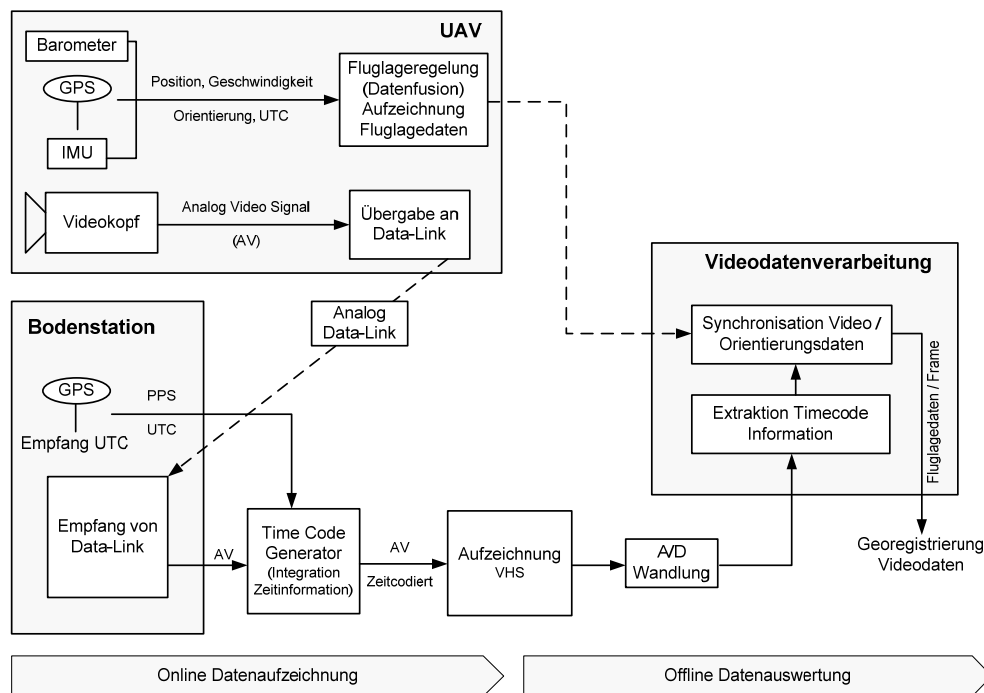 UAV
Barometer
GPS
IMU
Position, Geschwindigkeit
Orientierung, UTC
Fluglageregelung
(Datenfusion)
Aufzeichnung
Fluglagedaten
Videokopf
Analog Video Signal
(AV)
Übergabe an
Data-Link
Analog
Data-Link
Bodenstation
GPS
Empfang UTC
PPS
UTC
Empfang von
Data-Link
AV
Time Code
Generator
(Integration
Zeitinformation)
AV
Zeitcodiert
Aufzeichnung
VHS
A/D
Wandlung
Videodatenverarbeitung
Synchronisation Video /
Orientierungsdaten
Extraktion Timecode
Information
Fluglagedaten / Frame
Georegistrierung
Videodaten
Online Datenaufzeichnung
Offline Datenauswertung